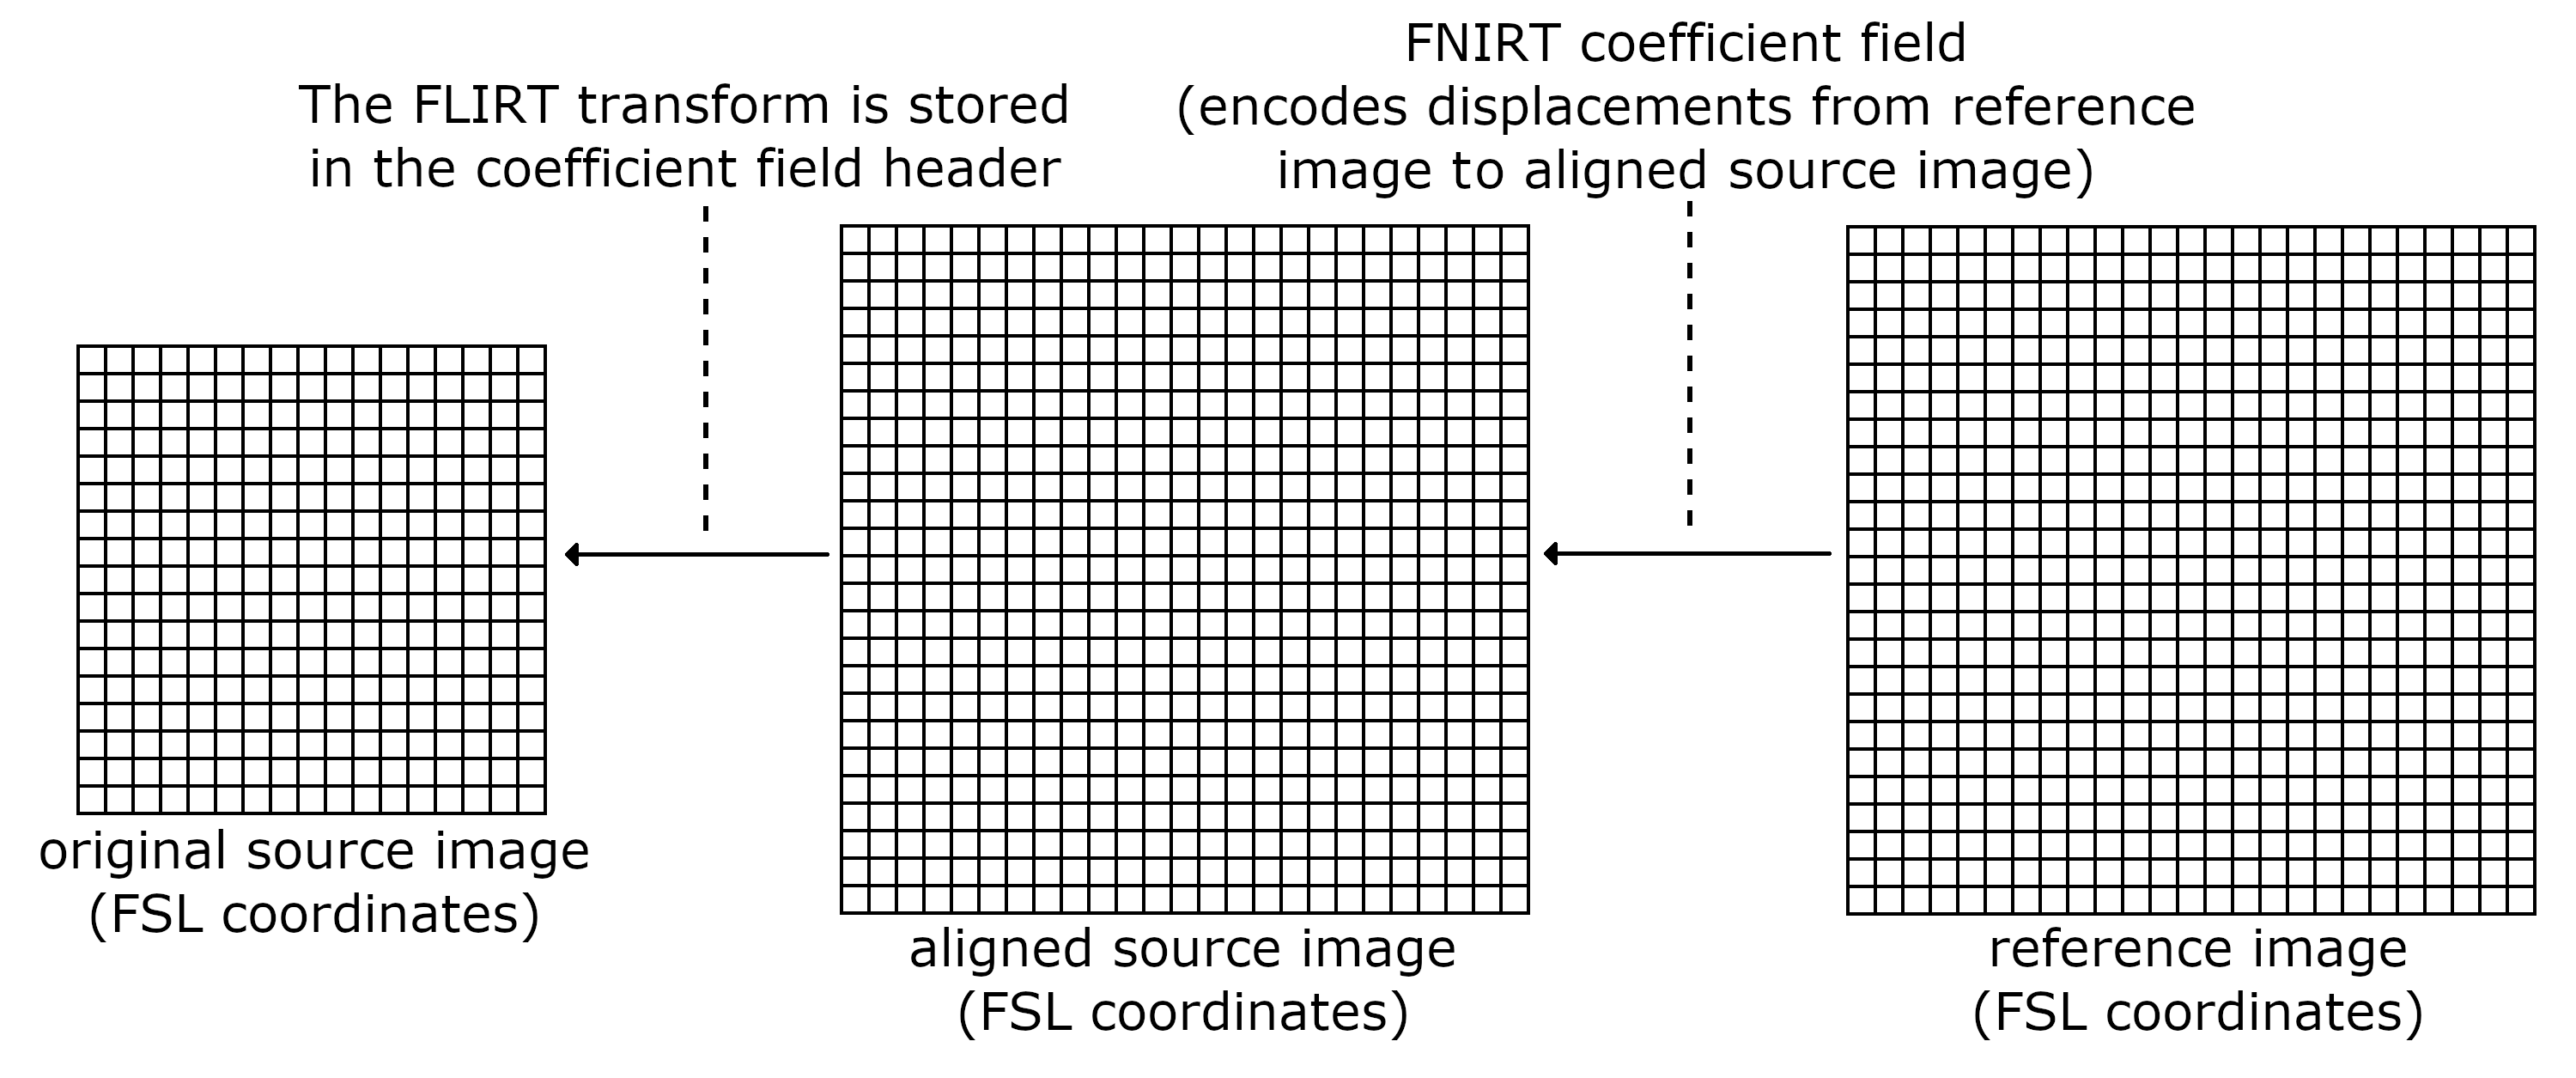 The FLIRT transform is stored
in the coefficient field header
FNIRT coefficient field
(encodes displacements from reference
image to aligned source image)
original source image
(FSL coordinates)
aligned source image
(FSL coordinates)
reference image
(FSL coordinates)